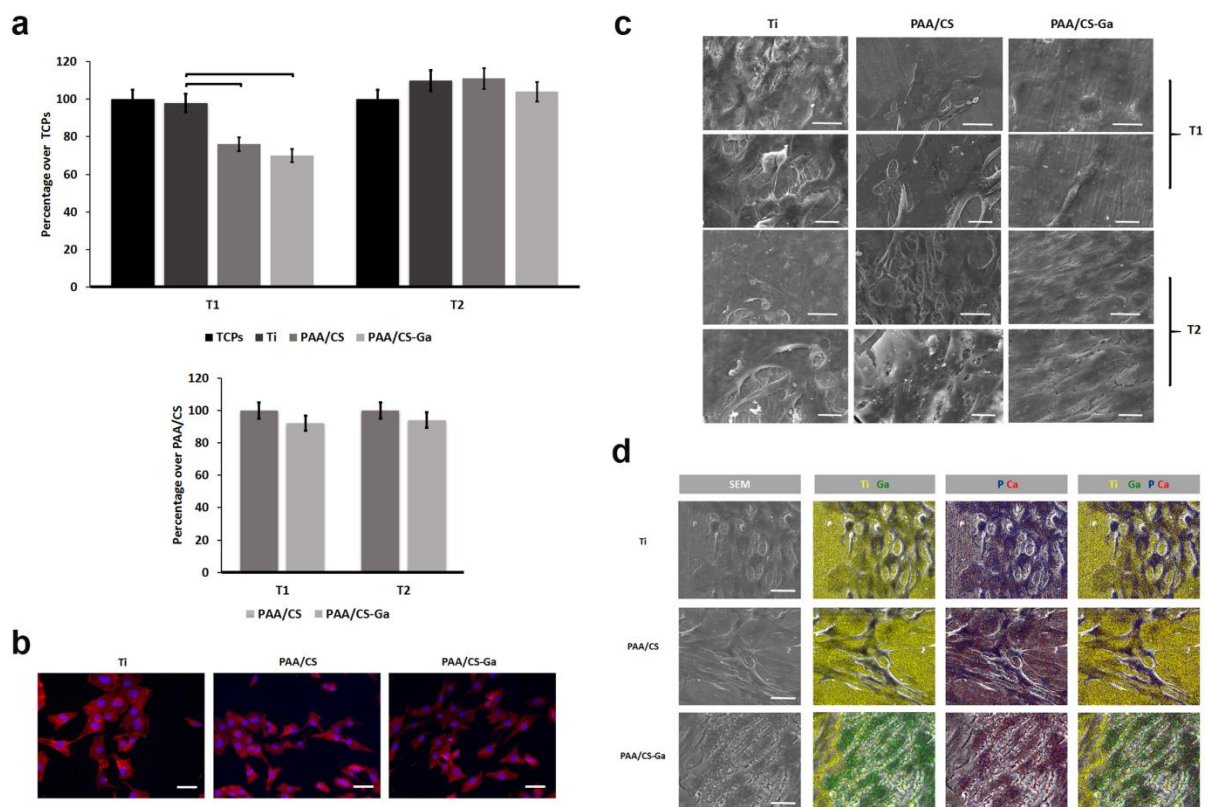 a
120
100
80
60
40
20
0
Percentage over TCPs
T1 T2
TCPs Ti PAA/CS PAA/CS-Ga
120
100
80
60
40
20
0
Percentage over PAA/CS
T1 T2
PAA/CS PAA/CS-Ga
b
Ti PAA/CS PAA/CS-Ga
c
Ti PAA/CS PAA/CS-Ga
T1
T2
d
SEM Ti Ga P Ca Ti Ga P Ca
Ti
PAA/CS
PAA/CS-Ga